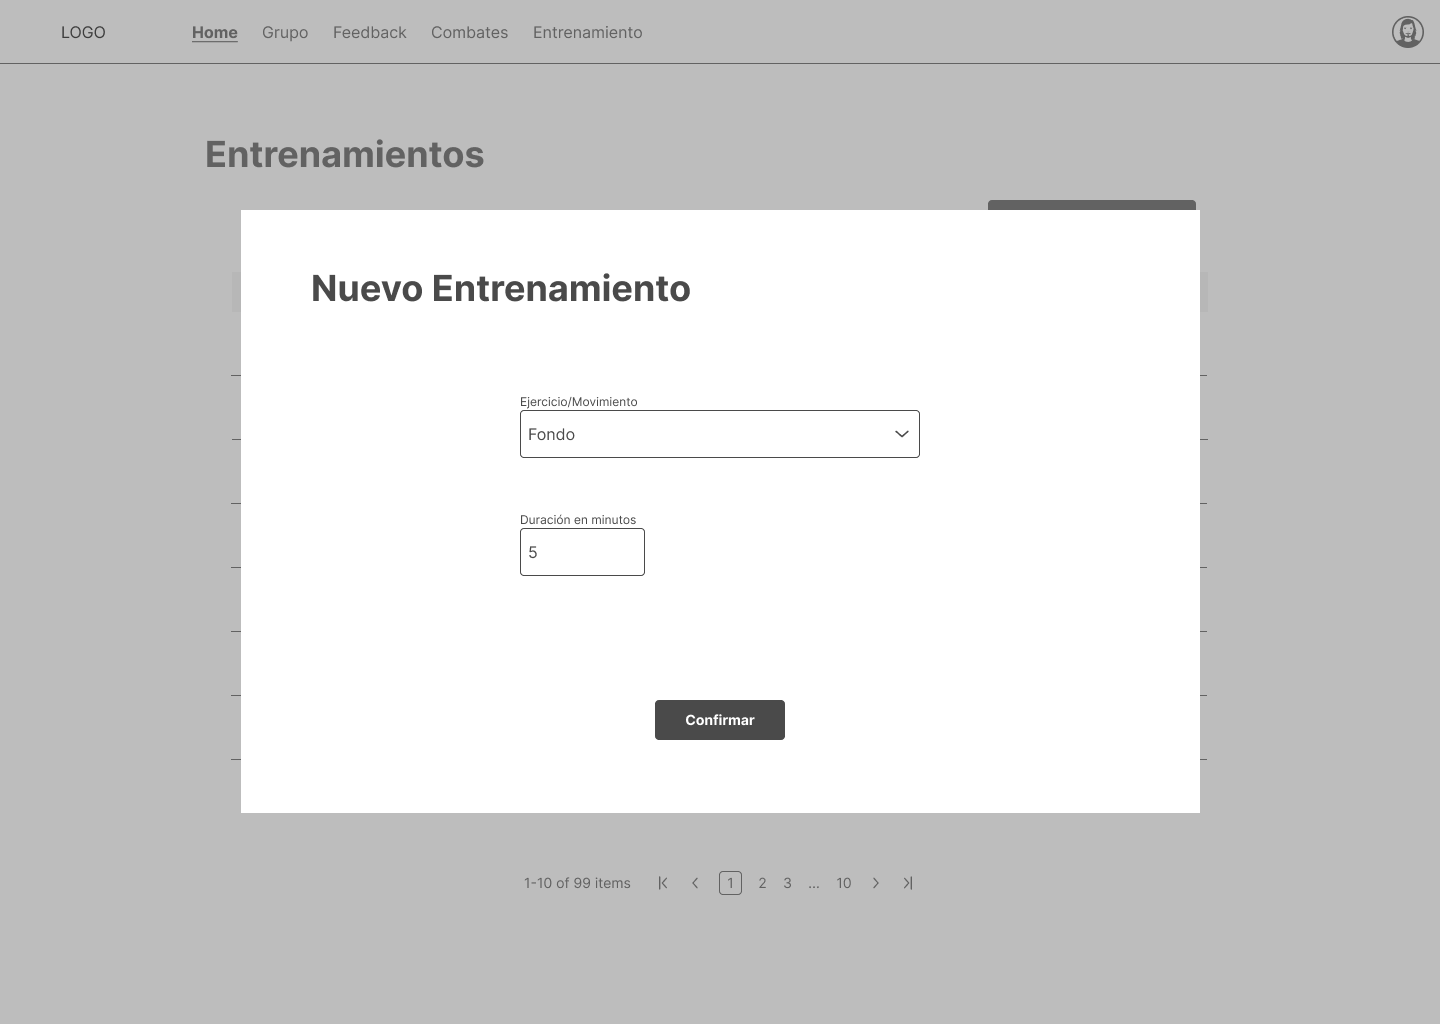 LOGO Home Grupo Feedback Combates Entrenamiento
Entrenamientos
Nuevo Entrenamiento
Ejercicio/Movimiento
Fondo
Duración en minutos
5
Confirmar
1-10 of 99 items 1 2 3 ... 10